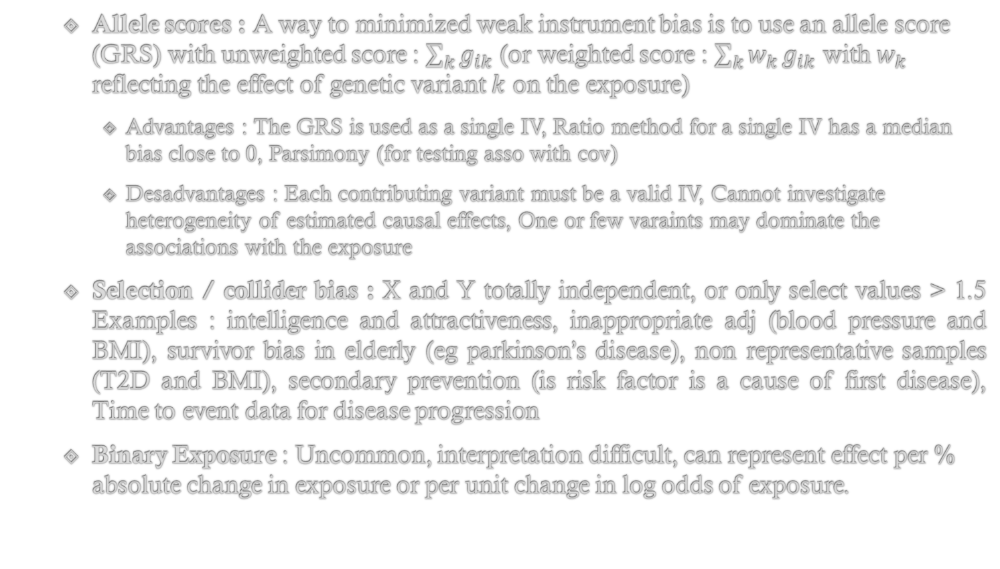 ❖ Allele scores : A way to minimized weak instrument bias is to use an allele score
(GRS) with unweighted score : ∑ₖ gᵢₖ (or weighted score : ∑ₖ wₖ gᵢₖ with wₖ
reflecting the effect of genetic variant k on the exposure)
❖ Advantages : The GRS is used as a single IV, Ratio method for a single IV has a median
bias close to 0, Parsimony (for testing asso with cov)
❖ Desadvantages : Each contributing variant must be a valid IV, Cannot investigate
heterogeneity of estimated causal effects, One or few varaints may dominate the
associations with the exposure
❖ Selection / collider bias : X and Y totally independent, or only select values > 1.5
Examples : intelligence and attractiveness, inappropriate adj (blood pressure and
BMI), survivor bias in elderly (eg parkinson’s disease), non representative samples
(T2D and BMI), secondary prevention (is risk factor is a cause of first disease),
Time to event data for disease progression
❖ Binary Exposure : Uncommon, interpretation difficult, can represent effect per %
absolute change in exposure or per unit change in log odds of exposure.